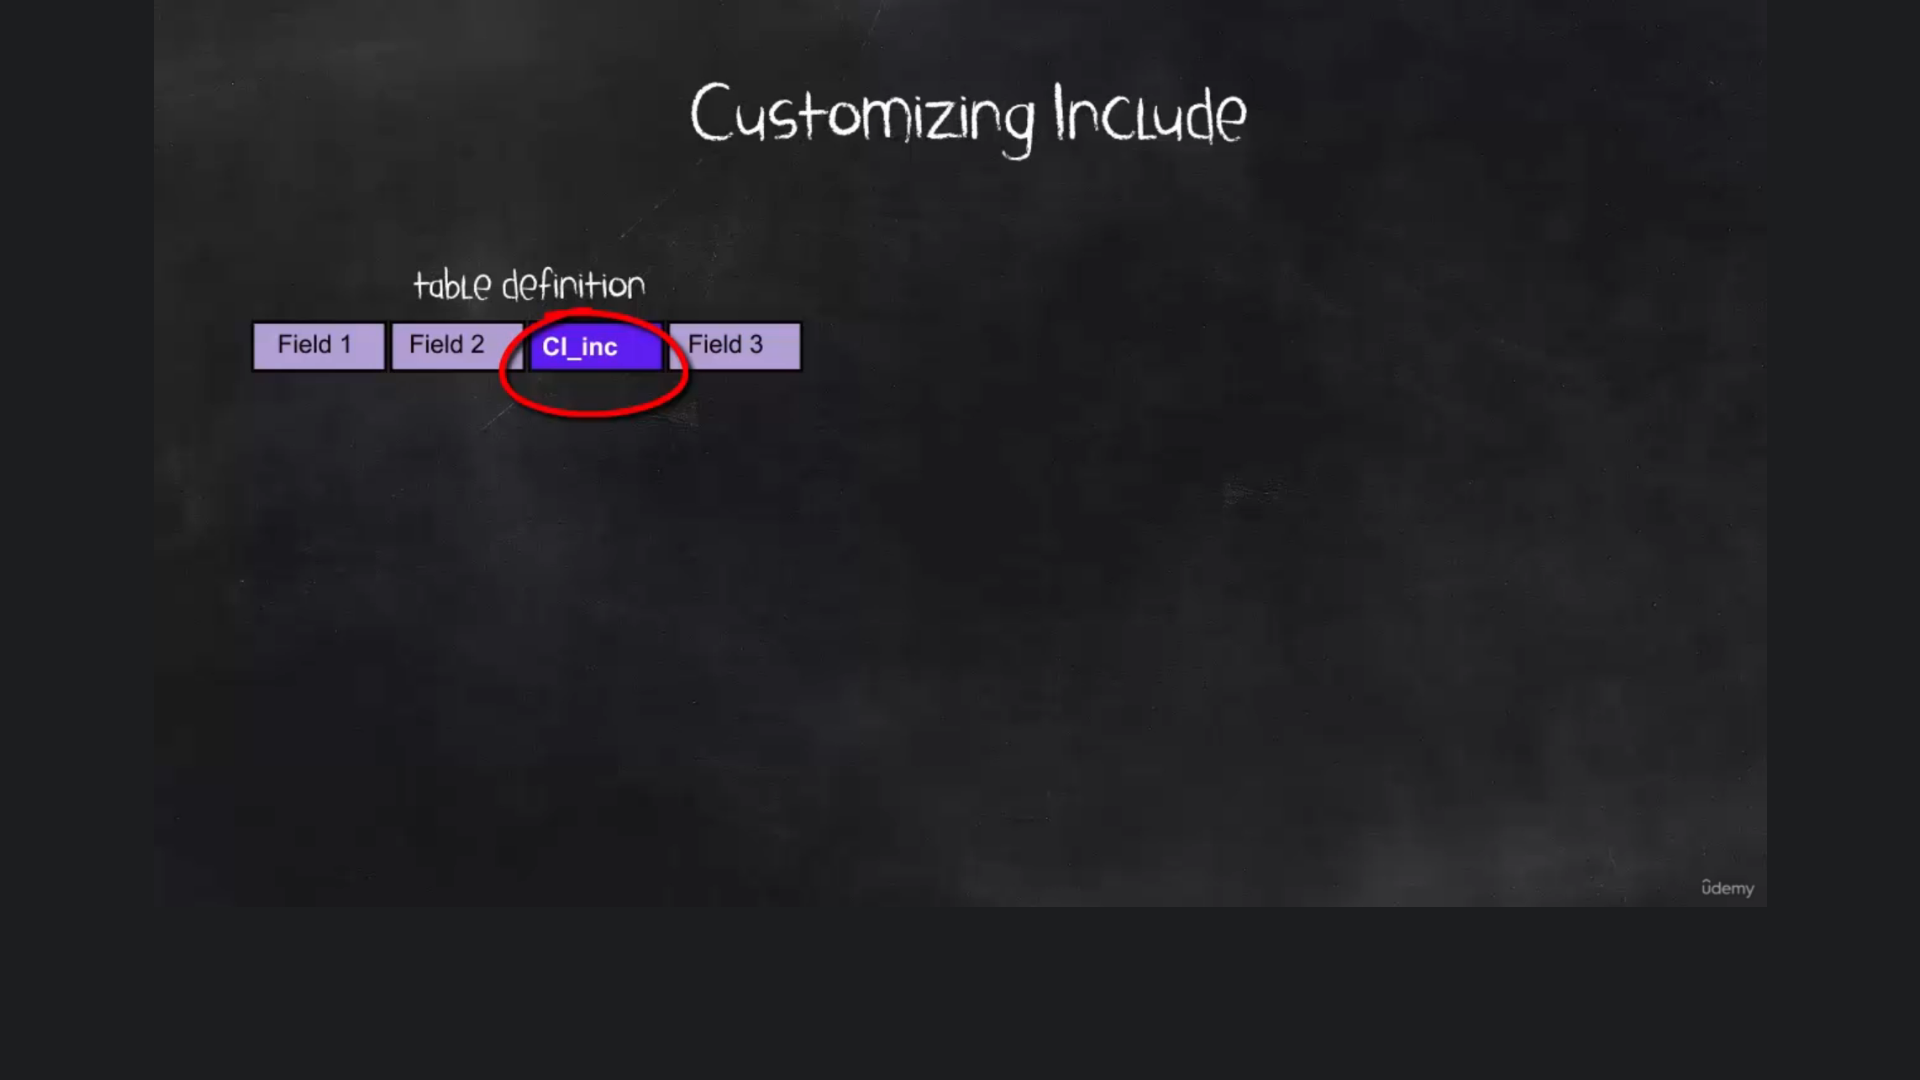 Customizing Include
table definition
Field 1 Field 2 CI_inc Field 3
ûdemy